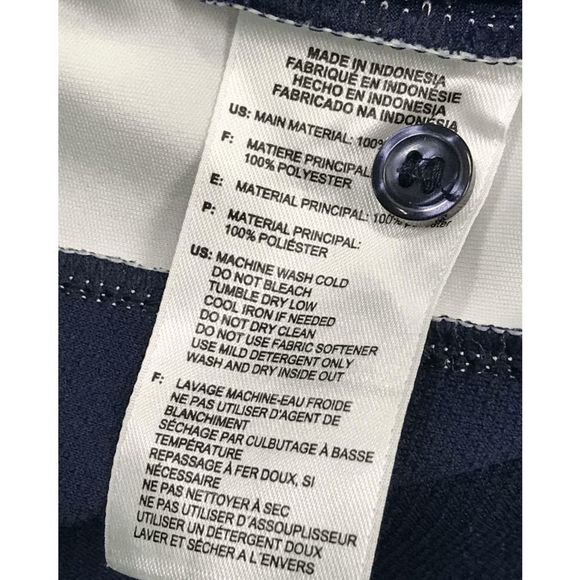 MADE IN INDONESIA
FABRIQUÉ EN INDONÉSIE
HECHO EN INDONESIA
FABRICADO NA INDONÉSIA
US: MAIN MATERIAL: 100%
F: MATIERE PRINCIPAL
100% POLYESTER
E: MATERIAL PRINCIPAL: 100%
P: MATERIAL PRINCIPAL:
100% POLIÉSTER
US: MACHINE WASH COLD
DO NOT BLEACH
TUMBLE DRY LOW
COOL IRON IF NEEDED
DO NOT DRY CLEAN
DO NOT USE FABRIC SOFTENER
USE MILD DETERGENT ONLY
WASH AND DRY INSIDE OUT
F: LAVAGE MACHINE-EAU FROIDE
NE PAS UTILISER D'AGENT DE
BLANCHIMENT
SÉCHAGE PAR CULBUTAGE À BASSE
TEMPÉRATURE
REPASSAGE À FER DOUX, SI
NÉCESSAIRE
NE PAS NETTOYER À SEC
NE PAS UTILISER D'ASSOUPLISSEUR
UTILISER UN DÉTERGENT DOUX
LAVER ET SÉCHER A L'ENVERS